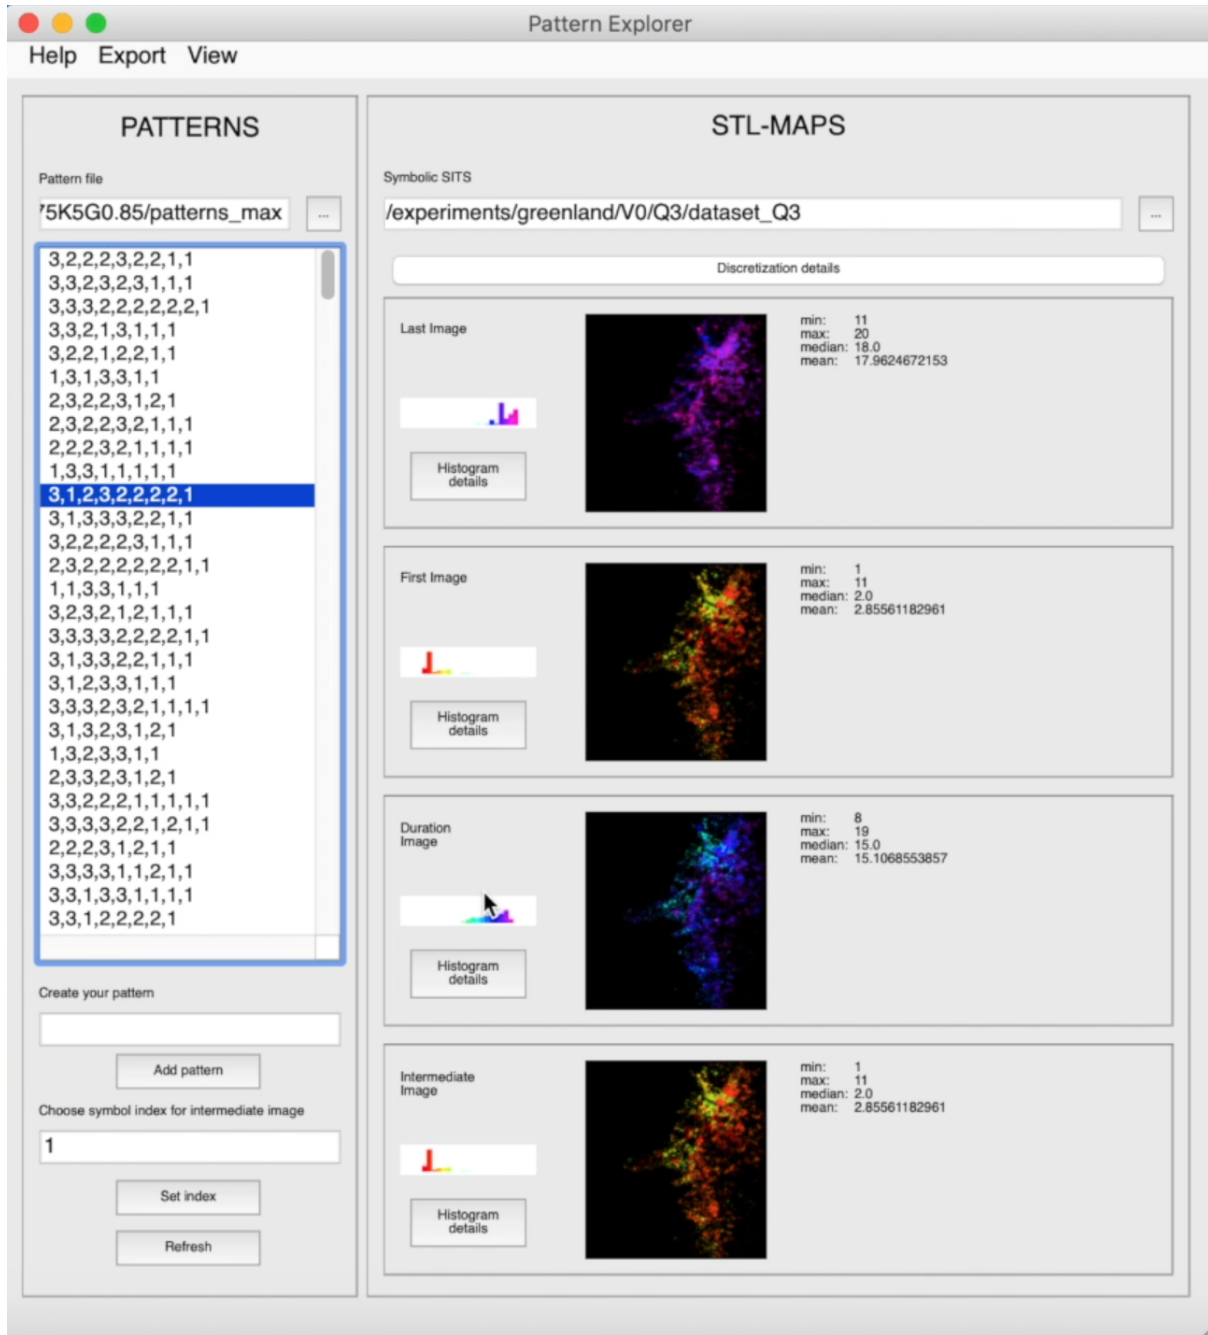 Pattern Explorer
Help Export View
PATTERNS
Pattern file
'5K5G0.85/patterns_max
...
3,2,2,2,3,2,2,1,1
3,3,2,3,2,3,1,1,1
3,3,3,2,2,2,2,2,2,1
3,3,2,1,3,1,1,1
3,2,2,1,2,2,1,1
1,3,1,3,3,1,1
2,3,2,2,3,1,2,1
2,3,2,2,3,2,1,1,1
2,2,2,3,2,1,1,1,1
1,3,3,1,1,1,1,1
3,1,2,3,2,2,2,2,1
3,1,3,3,3,2,2,1,1
3,2,2,2,2,3,1,1,1
2,3,2,2,2,2,2,2,1,1
1,1,3,3,1,1,1
3,2,3,2,1,2,1,1,1
3,3,3,3,2,2,2,2,1,1
3,1,3,3,2,2,1,1,1
3,1,2,3,3,1,1,1
3,3,3,2,3,2,1,1,1,1
3,1,3,2,3,1,2,1
1,3,2,3,3,1,1
2,3,3,2,3,1,2,1
3,3,2,2,2,1,1,1,1,1
3,3,3,3,2,2,1,2,1,1
2,2,2,3,1,2,1,1
3,3,3,3,1,1,2,1,1
3,3,1,3,3,1,1,1,1
3,3,1,2,2,2,2,1
Create your pattern
Add pattern
Choose symbol index for intermediate image
1
Set index
Refresh
STL-MAPS
Symbolic SITS
/experiments/greenland/V0/Q3/dataset_Q3
...
Discretization details
Last Image
Histogram
details
min: 11
max: 20
median: 18.0
mean: 17.9624672153
First Image
Histogram
details
min: 1
max: 11
median: 2.0
mean: 2.85561182961
Duration
Image
Histogram
details
min: 8
max: 19
median: 15.0
mean: 15.1068553857
Intermediate
Image
Histogram
details
min: 1
max: 11
median: 2.0
mean: 2.85561182961